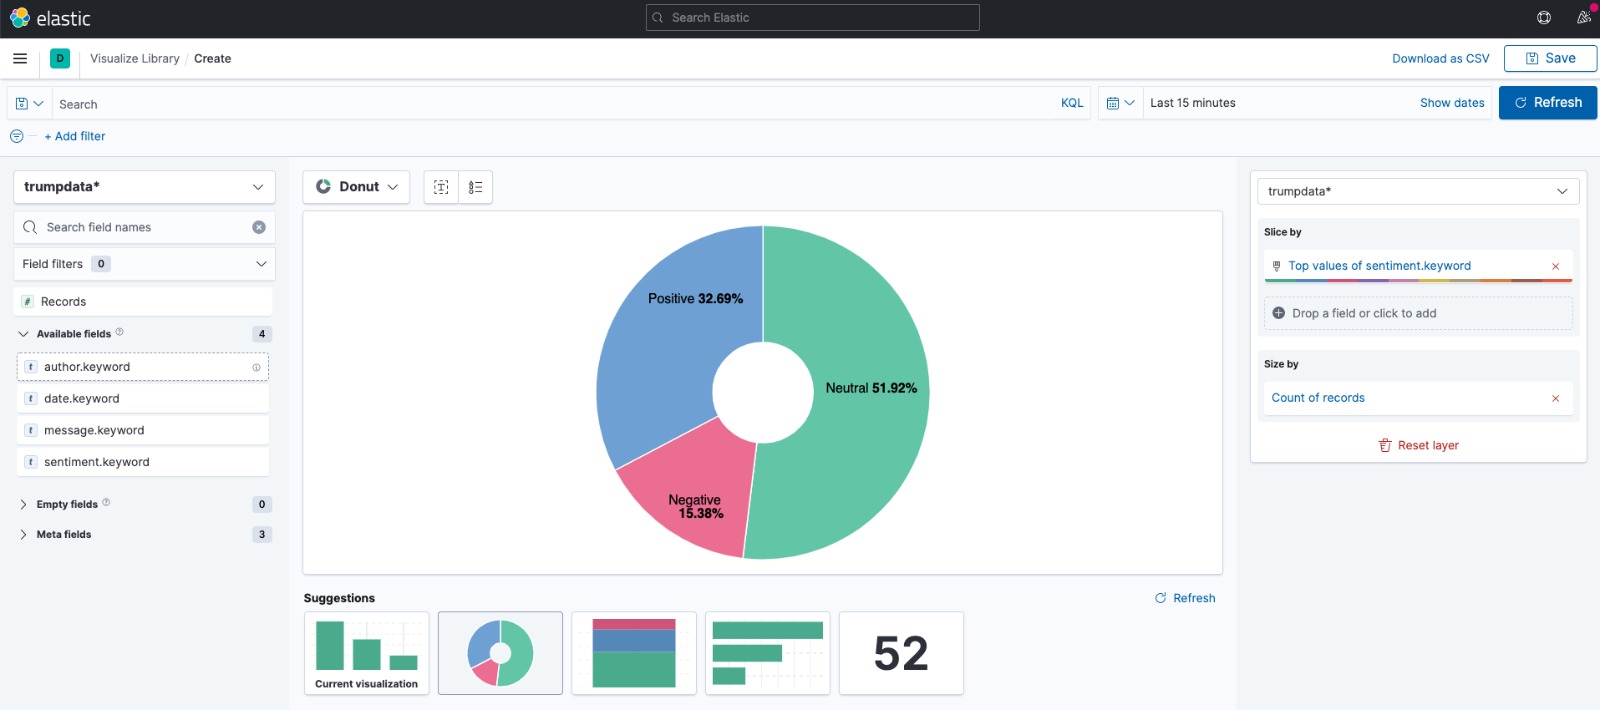 elastic
Search Elastic
D
Visualize Library / Create
Download as CSV
Save
Search
KQL
Last 15 minutes
Show dates
Refresh
+ Add filter
trumpdata*
Search field names
Field filters 0
# Records
Available fields 4
t author.keyword
t date.keyword
t message.keyword
t sentiment.keyword
Empty fields 0
Meta fields 3
Donut
Positive 32.69%
Neutral 51.92%
Negative
15.38%
Suggestions
Refresh
Current visualization
52
trumpdata*
Slice by
Top values of sentiment.keyword
Drop a field or click to add
Size by
Count of records
Reset layer